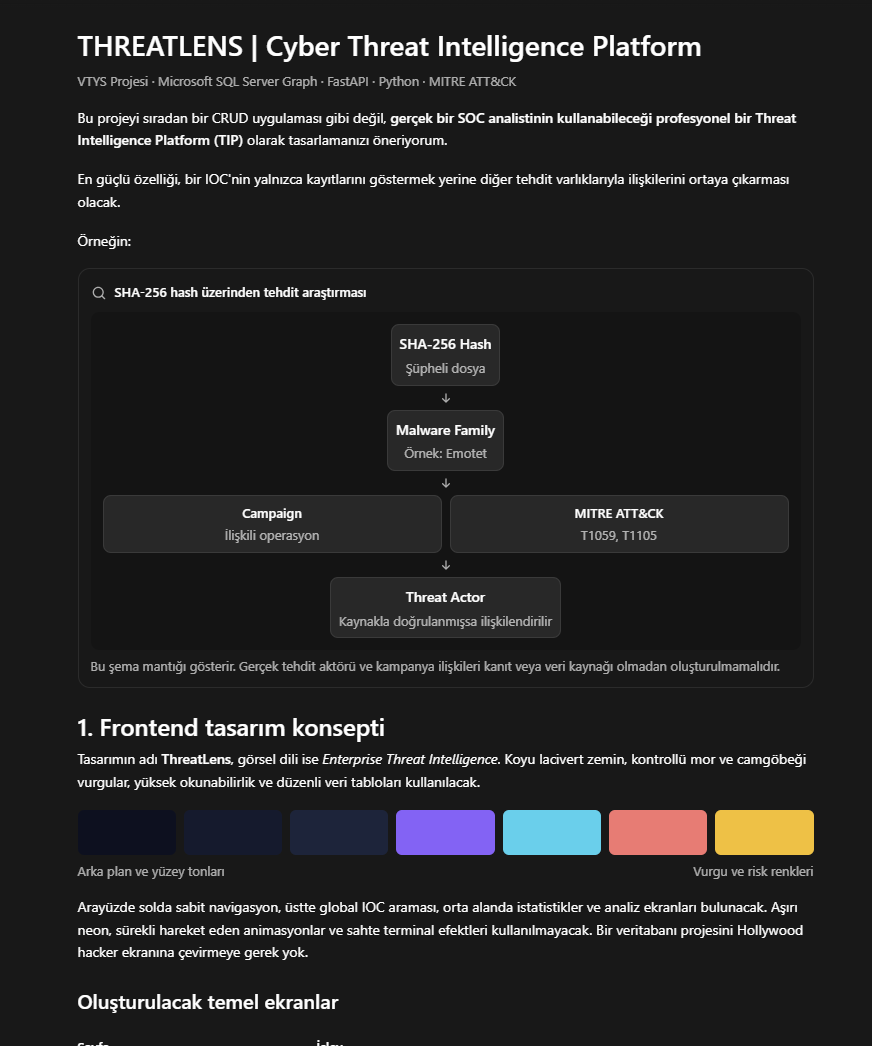 THREATLENS | Cyber Threat Intelligence Platform
VTYS Projesi · Microsoft SQL Server Graph · FastAPI · Python · MITRE ATT&CK
Bu projeyi sıradan bir CRUD uygulaması gibi değil, gerçek bir SOC analistinin kullanabileceği profesyonel bir Threat
Intelligence Platform (TIP) olarak tasarlamanızı öneriyorum.
En güçlü özelliği, bir IOC'nin yalnızca kayıtlarını göstermek yerine diğer tehdit varlıklarıyla ilişkilerini ortaya çıkarması
olacak.
Örneğin:
SHA-256 hash üzerinden tehdit araştırması
SHA-256 Hash
Şüpheli dosya
↓
Malware Family
Örnek: Emotet
↓
Campaign
İlişkili operasyon
MITRE ATT&CK
T1059, T1105
↓
Threat Actor
Kaynakla doğrulanmışsa ilişkilendirilir
Bu şema mantığı gösterir. Gerçek tehdit aktörü ve kampanya ilişkileri kanıt veya veri kaynağı olmadan oluşturulmamalıdır.
1. Frontend tasarım konsepti
Tasarımın adı ThreatLens, görsel dili ise Enterprise Threat Intelligence. Koyu lacivert zemin, kontrollü mor ve camgöbeği
vurgular, yüksek okunabilirlik ve düzenli veri tabloları kullanılacak.
Arka plan ve yüzey tonları
Vurgu ve risk renkleri
Arayüzde solda sabit navigasyon, üstte global IOC araması, orta alanda istatistikler ve analiz ekranları bulunacak. Aşırı
neon, sürekli hareket eden animasyonlar ve sahte terminal efektleri kullanılmayacak. Bir veritabanı projesini Hollywood
hacker ekranına çevirmeye gerek yok.
Oluşturulacak temel ekranlar